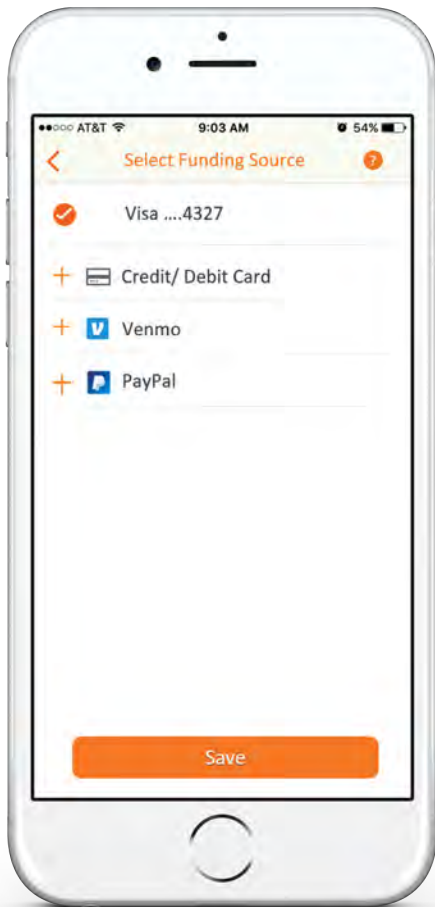 AT&T 9:03 AM 54%
Select Funding Source ?
Visa ....4327
Credit/ Debit Card
V Venmo
P PayPal
Save